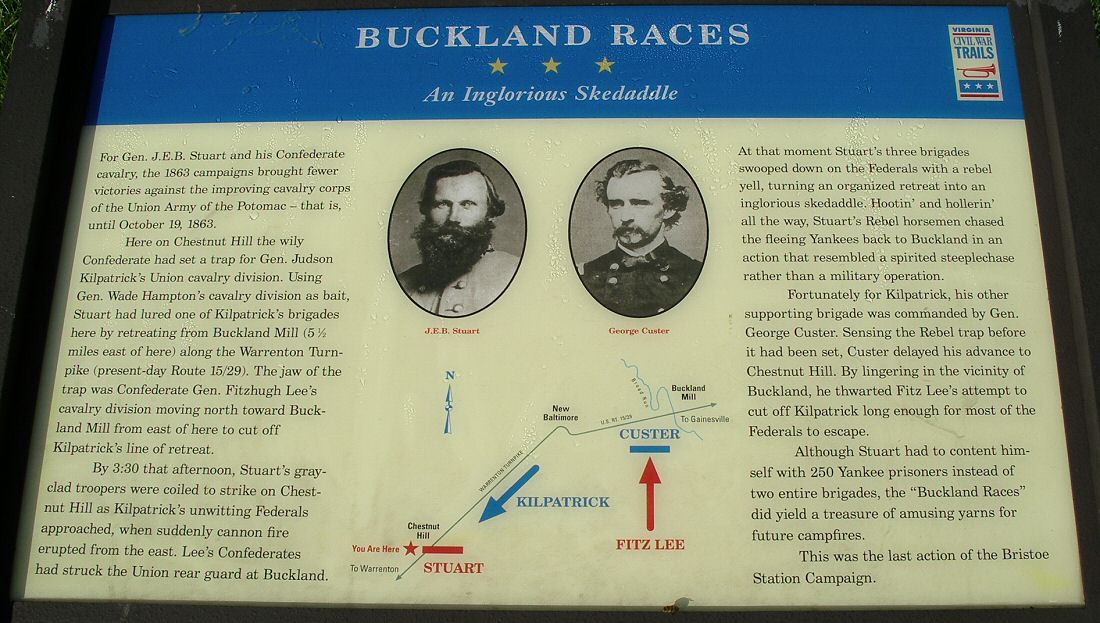 BUCKLAND RACES
An Inglorious Skedaddle
VIRGINIA
CIVIL WAR
TRAILS
For Gen. J.E.B. Stuart and his Confederate
cavalry, the 1863 campaigns brought fewer
victories against the improving cavalry corps
of the Union Army of the Potomac – that is,
until October 19, 1863.
Here on Chestnut Hill the wily
Confederate had set a trap for Gen. Judson
Kilpatrick's Union cavalry division. Using
Gen. Wade Hampton's cavalry division as bait,
Stuart had lured one of Kilpatrick's brigades
here by retreating from Buckland Mill (5 ½
miles east of here) along the Warrenton Turn-
pike (present-day Route 15/29). The jaw of the
trap was Confederate Gen. Fitzhugh Lee's
cavalry division moving north toward Buck-
land Mill from east of here to cut off
Kilpatrick's line of retreat.
By 3:30 that afternoon, Stuart's gray-
clad troopers were coiled to strike on Chest-
nut Hill as Kilpatrick's unwitting Federals
approached, when suddenly cannon fire
erupted from the east. Lee's Confederates
had struck the Union rear guard at Buckland.
J.E.B. Stuart
George Custer
N
Broad Run
Buckland
Mill
New
Baltimore
U.S. RT. 15/29
To Gainesville
CUSTER
WARRENTON TURNPIKE
KILPATRICK
Chestnut
Hill
You Are Here
FITZ LEE
To Warrenton
STUART
At that moment Stuart's three brigades
swooped down on the Federals with a rebel
yell, turning an organized retreat into an
inglorious skedaddle. Hootin' and hollerin'
all the way, Stuart's Rebel horsemen chased
the fleeing Yankees back to Buckland in an
action that resembled a spirited steeplechase
rather than a military operation.
Fortunately for Kilpatrick, his other
supporting brigade was commanded by Gen.
George Custer. Sensing the Rebel trap before
it had been set, Custer delayed his advance to
Chestnut Hill. By lingering in the vicinity of
Buckland, he thwarted Fitz Lee's attempt to
cut off Kilpatrick long enough for most of the
Federals to escape.
Although Stuart had to content him-
self with 250 Yankee prisoners instead of
two entire brigades, the "Buckland Races"
did yield a treasure of amusing yarns for
future campfires.
This was the last action of the Bristoe
Station Campaign.